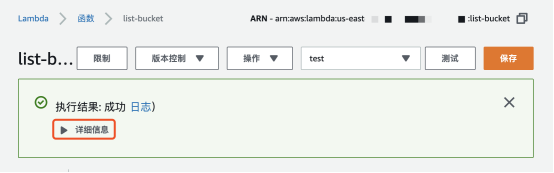 Lambda > 函数 > list-bucket ARN - arn:aws:lambda:us-east :list-bucket
list-b... 限制 版本控制 ▼ 操作 ▼ test ▼ 测试 保存
执行结果: 成功 日志)
▶ 详细信息